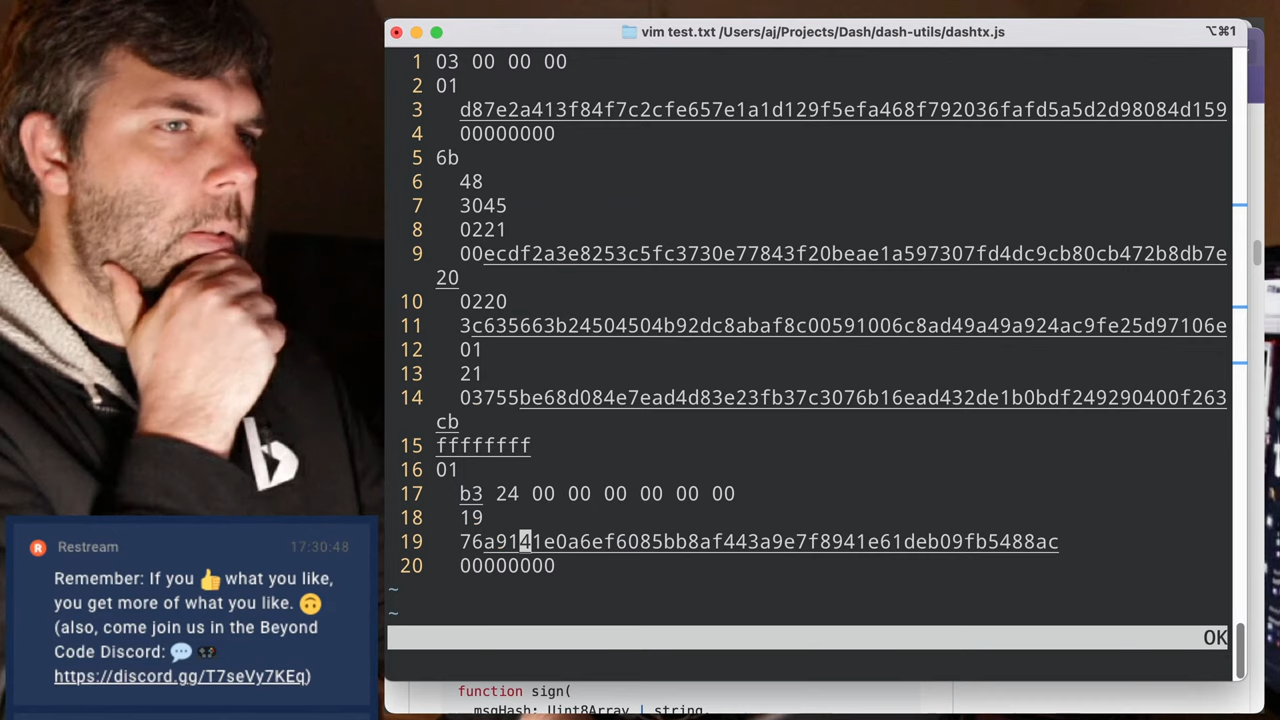 vim test.txt /Users/aj/Projects/Dash/dash-utils/dashtx.js
⌥⌘1
1 03 00 00 00
2 01
3 d87e2a413f84f7c2cfe657e1a1d129f5efa468f792036fafd5a5d2d98084d159
4 00000000
5 6b
6 48
7 3045
8 0221
9 00ecdf2a3e8253c5fc3730e77843f20beae1a597307fd4dc9cb80cb472b8db7e
20
10 0220
11 3c635663b24504504b92dc8abaf8c00591006c8ad49a49a924ac9fe25d97106e
12 01
13 21
14 03755be68d084e7ead4d83e23fb37c3076b16ead432de1b0bdf249290400f263
cb
15 ffffffff
16 01
17 b3 24 00 00 00 00 00 00
18 19
19 76a9141e0a6ef6085bb8af443a9e7f8941e61deb09fb5488ac
20 00000000
~
~
OK
function sign(
msgHash: Uint8Array | string,
R Restream 17:30:48
Remember: If you 👍 what you like,
you get more of what you like. 🙃
(also, come join us in the Beyond
Code Discord: 💬
https://discord.gg/T7seVy7KEq)
b